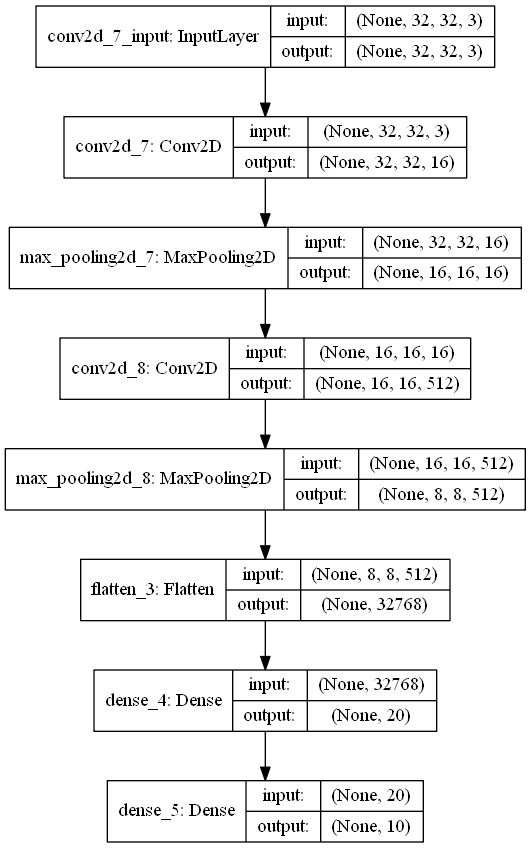 conv2d_7_input: InputLayer
input: (None, 32, 32, 3)
output: (None, 32, 32, 3)
conv2d_7: Conv2D
input: (None, 32, 32, 3)
output: (None, 32, 32, 16)
max_pooling2d_7: MaxPooling2D
input: (None, 32, 32, 16)
output: (None, 16, 16, 16)
conv2d_8: Conv2D
input: (None, 16, 16, 16)
output: (None, 16, 16, 512)
max_pooling2d_8: MaxPooling2D
input: (None, 16, 16, 512)
output: (None, 8, 8, 512)
flatten_3: Flatten
input: (None, 8, 8, 512)
output: (None, 32768)
dense_4: Dense
input: (None, 32768)
output: (None, 20)
dense_5: Dense
input: (None, 20)
output: (None, 10)